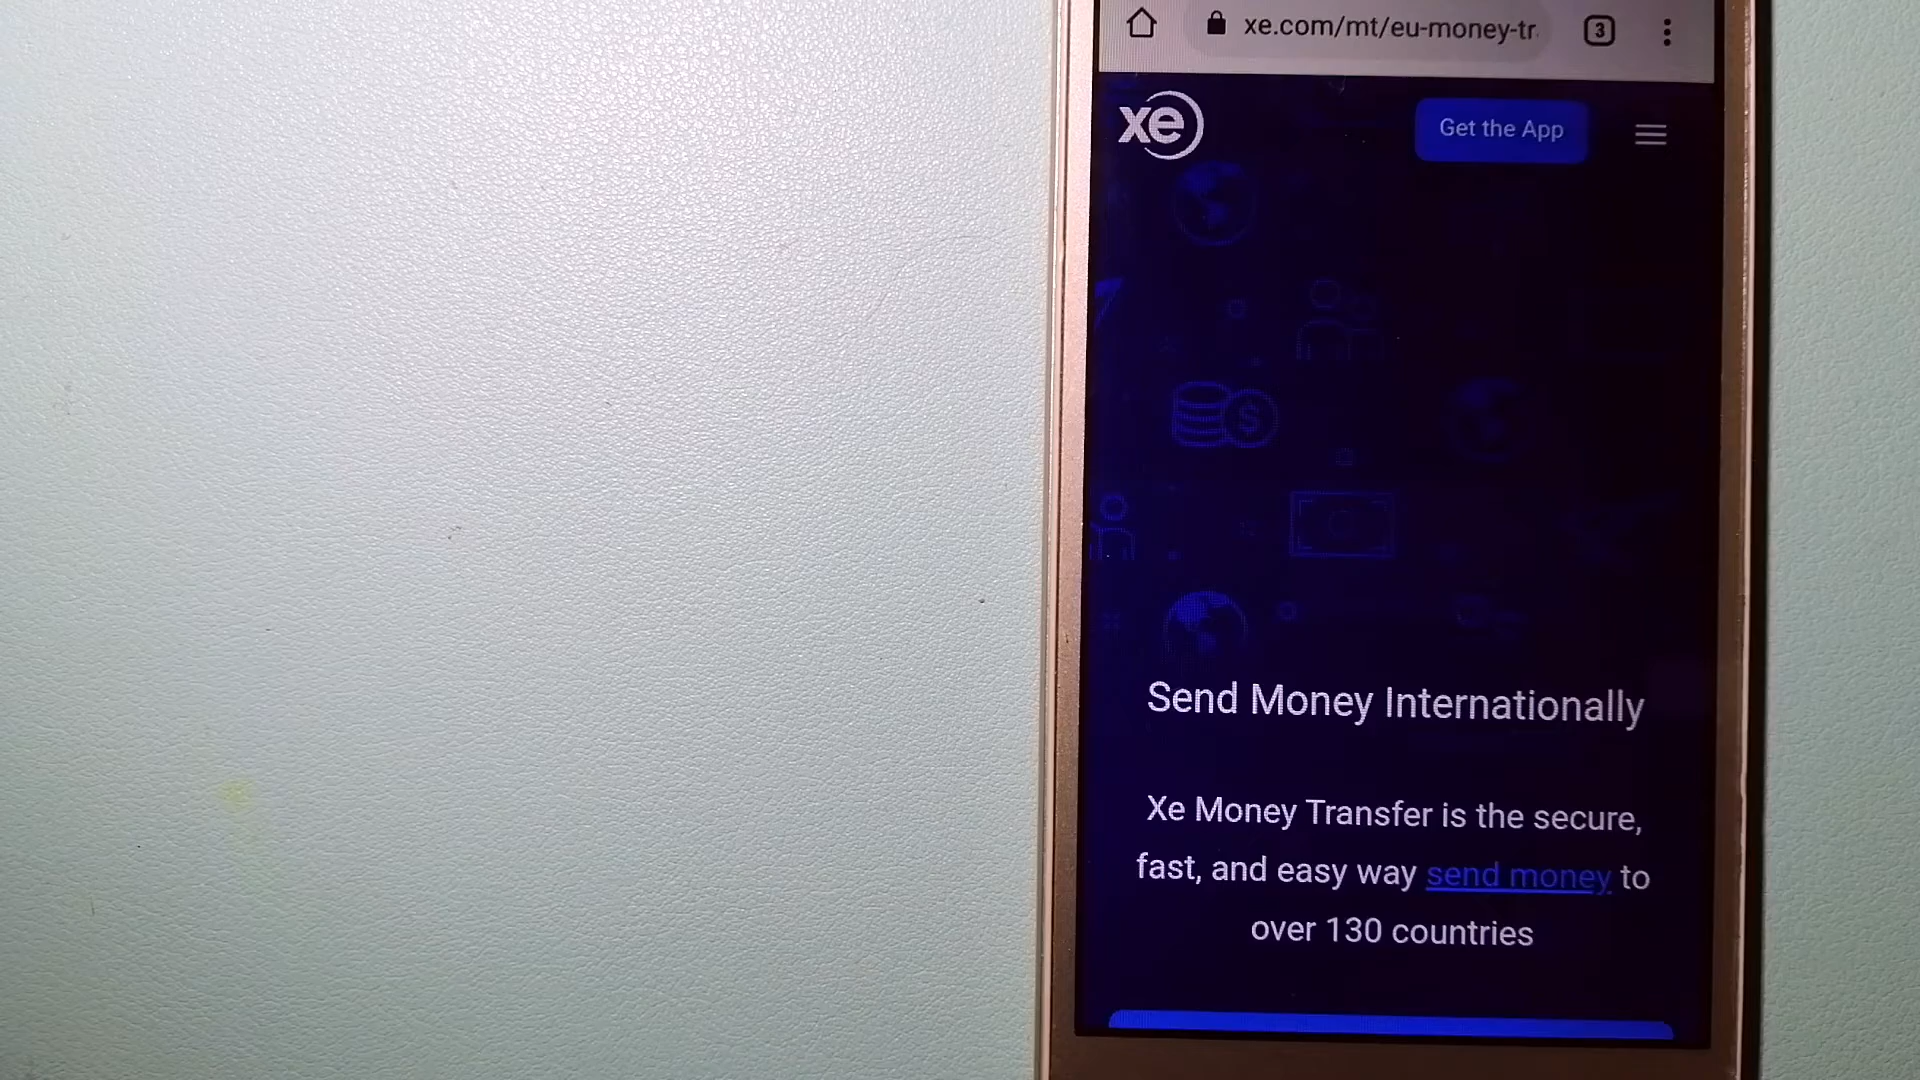 xe.com/mt/eu-money-tr
3
xe
Get the App
Send Money Internationally
Xe Money Transfer is the secure,
fast, and easy way send money to
over 130 countries